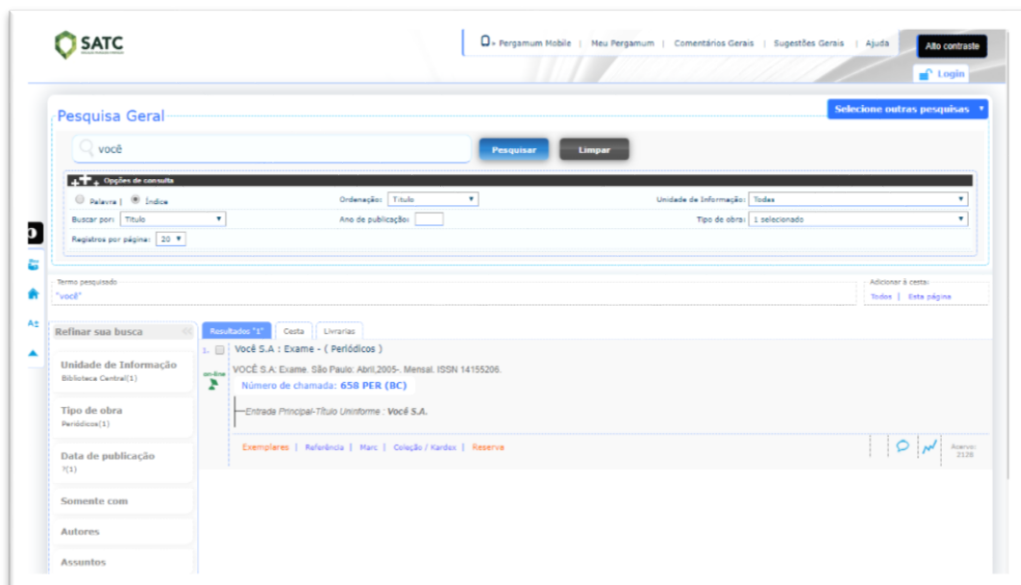 SATC
Pergamum Mobile | Meu Pergamum | Comentários Gerais | Sugestões Gerais | Ajuda
Alto contraste
Login
Selecione outras pesquisas
Pesquisa Geral
você
Pesquisar
Limpar
Opções de consulta
Palavra | Índice
Ordenação: Título
Unidade de Informação: Todas
Buscar por: Título
Ano de publicação:
Tipo de obra: 1 selecionado
Registros por página: 20
Termo pesquisado
"você"
Adicionar à cesta:
Todos | Esta página
Refinar sua busca
Unidade de Informação
Biblioteca Central(1)
Tipo de obra
Periódicos(1)
Data de publicação
?(1)
Somente com
Autores
Assuntos
Resultados "1"
Cesta
Livrarias
1. Você S.A : Exame - ( Periódicos )
on-line
VOCÊ S.A: Exame. São Paulo: Abril,2005-. Mensal. ISSN 14155206.
Número de chamada: 658 PER (BC)
Entrada Principal-Título Uniforme : Você S.A.
Exemplares | Referência | Marc | Coleção / Kardex | Reserva
Acervo:
2128